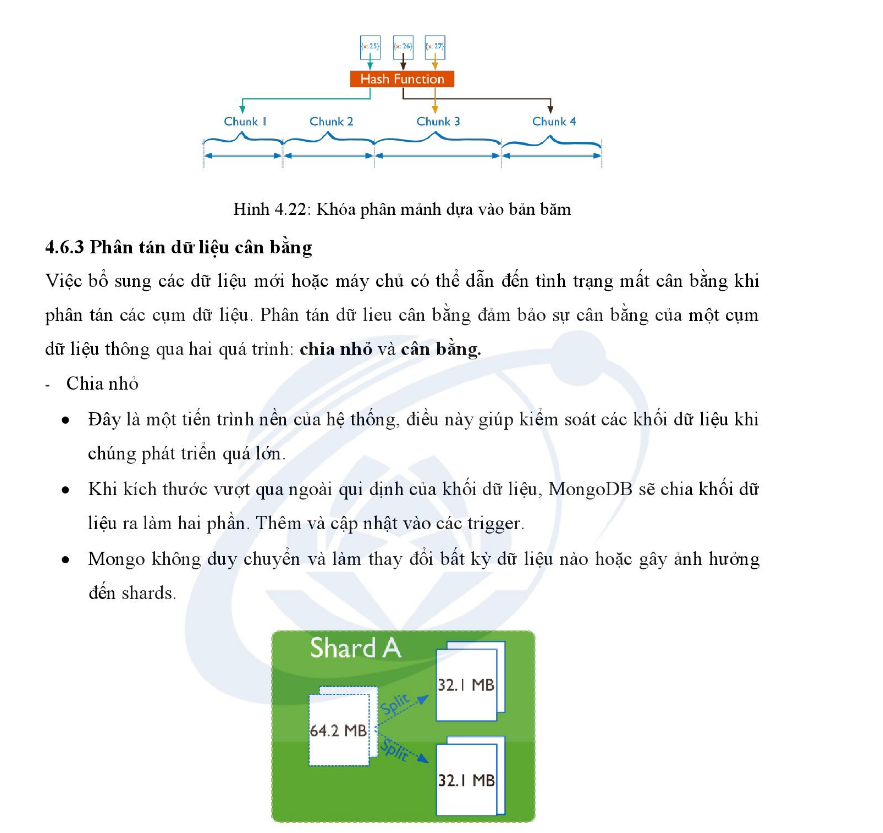 {x:25} {x:26} {x:27}
Hash Function
Chunk 1 Chunk 2 Chunk 3 Chunk 4
Hình 4.22: Khóa phân mảnh dựa vào bản băm
4.6.3 Phân tán dữ liệu cân bằng
Việc bổ sung các dữ liệu mới hoặc máy chủ có thể dẫn đến tình trạng mất cân bằng khi
phân tán các cụm dữ liệu. Phân tán dữ lieu cân bằng đảm bảo sự cân bằng của một cụm
dữ liệu thông qua hai quá trình: chia nhỏ và cân bằng.
- Chia nhỏ
• Đây là một tiến trình nền của hệ thống, điều này giúp kiểm soát các khối dữ liệu khi
chúng phát triển quá lớn.
• Khi kích thước vượt qua ngoài qui định của khối dữ liệu, MongoDB sẽ chia khối dữ
liệu ra làm hai phần. Thêm và cập nhật vào các trigger.
• Mongo không duy chuyển và làm thay đổi bất kỳ dữ liệu nào hoặc gây ảnh hưởng
đến shards.
Shard A
32.1 MB
Split
64.2 MB
Split
32.1 MB